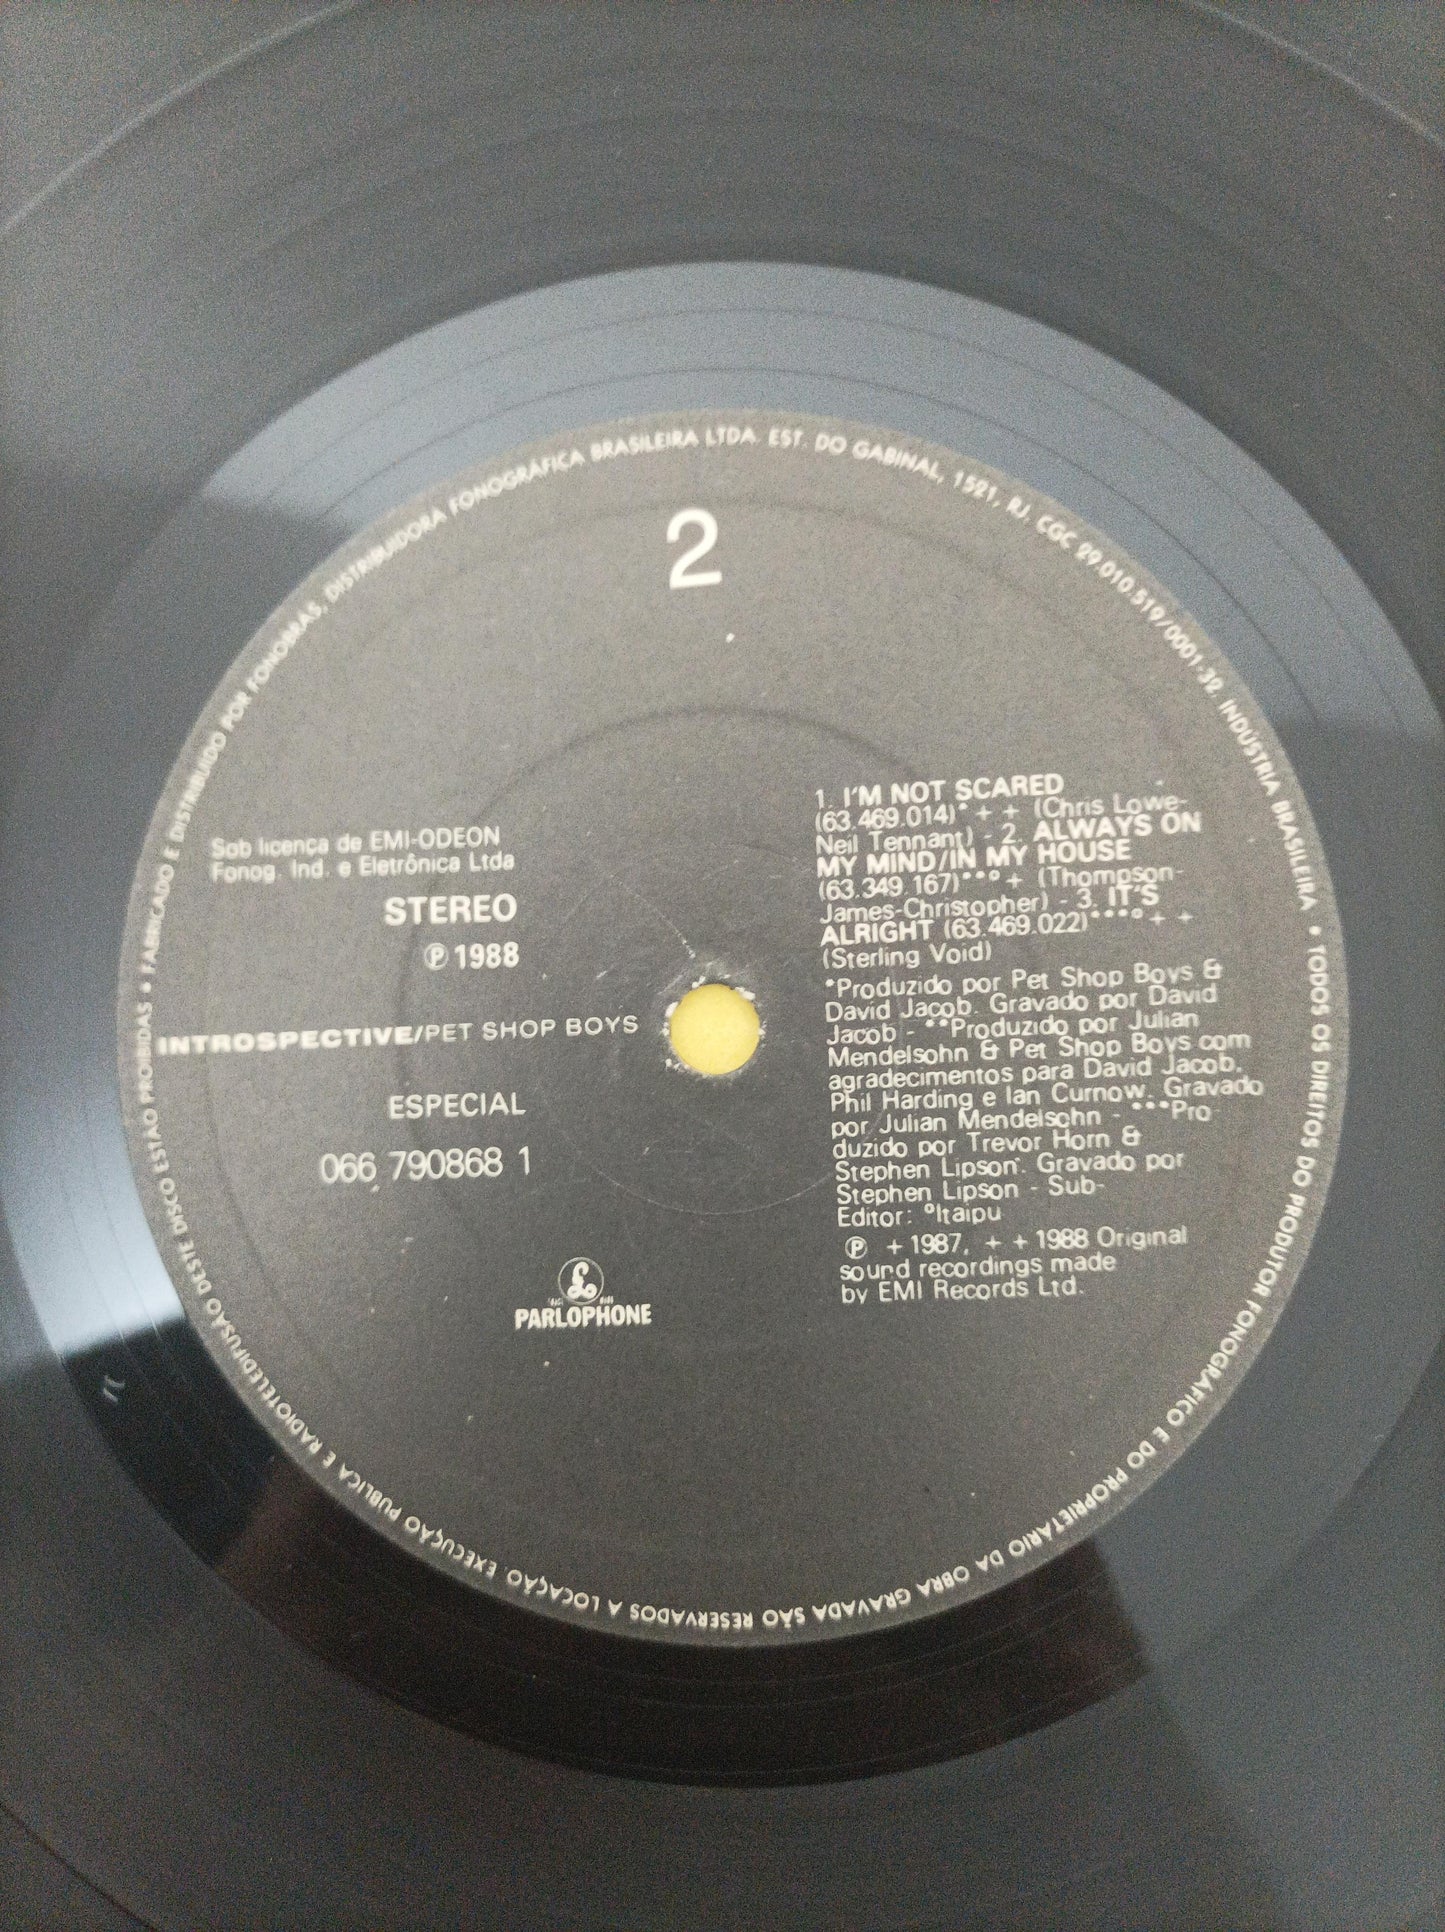 2
Sob licença de EMI-ODEON
Fonog. Ind. e Eletrônica Ltda
STEREO
Ⓟ 1988
INTROSPECTIVE/PET SHOP BOYS
ESPECIAL
066 790868 1
PARLOPHONE
1. I'M NOT SCARED
(63.469.014)* + + (Chris Lowe-
Neil Tennant) - 2. ALWAYS ON
MY MIND/IN MY HOUSE
(63.349.167)**° + (Thompson-
James-Christopher) - 3. IT'S
ALRIGHT (63.469.022)***° + +
(Sterling Void)
*Produzido por Pet Shop Boys &
David Jacob. Gravado por David
Jacob - **Produzido por Julian
Mendelsohn & Pet Shop Boys com
agradecimentos para David Jacob,
Phil Harding e Ian Curnow. Gravado
por Julian Mendelsohn - ***Pro-
duzido por Trevor Horn &
Stephen Lipson. Gravado por
Stephen Lipson - Sub-
Editor: °Itaipu
Ⓟ + 1987, + + 1988 Original
sound recordings made
by EMI Records Ltd.
• FABRICADO E DISTRIBUIDO POR FONOBRAS, DISTRIBUIDORA FONOGRÁFICA BRASILEIRA LTDA. EST. DO GABINAL, 1521, RJ, CGC 29.010.519/0001-32. INDÚSTRIA BRASILEIRA • TODOS OS DIREITOS DO PRODUTOR FONOGRÁFICO E DO PROPRIETÁRIO DA OBRA GRAVADA SÃO RESERVADOS A LOCAÇÃO, EXECUÇÃO PUBLICA E RADIOTELEDIFUSÃO DESTE DISCO ESTÃO PROIBIDAS